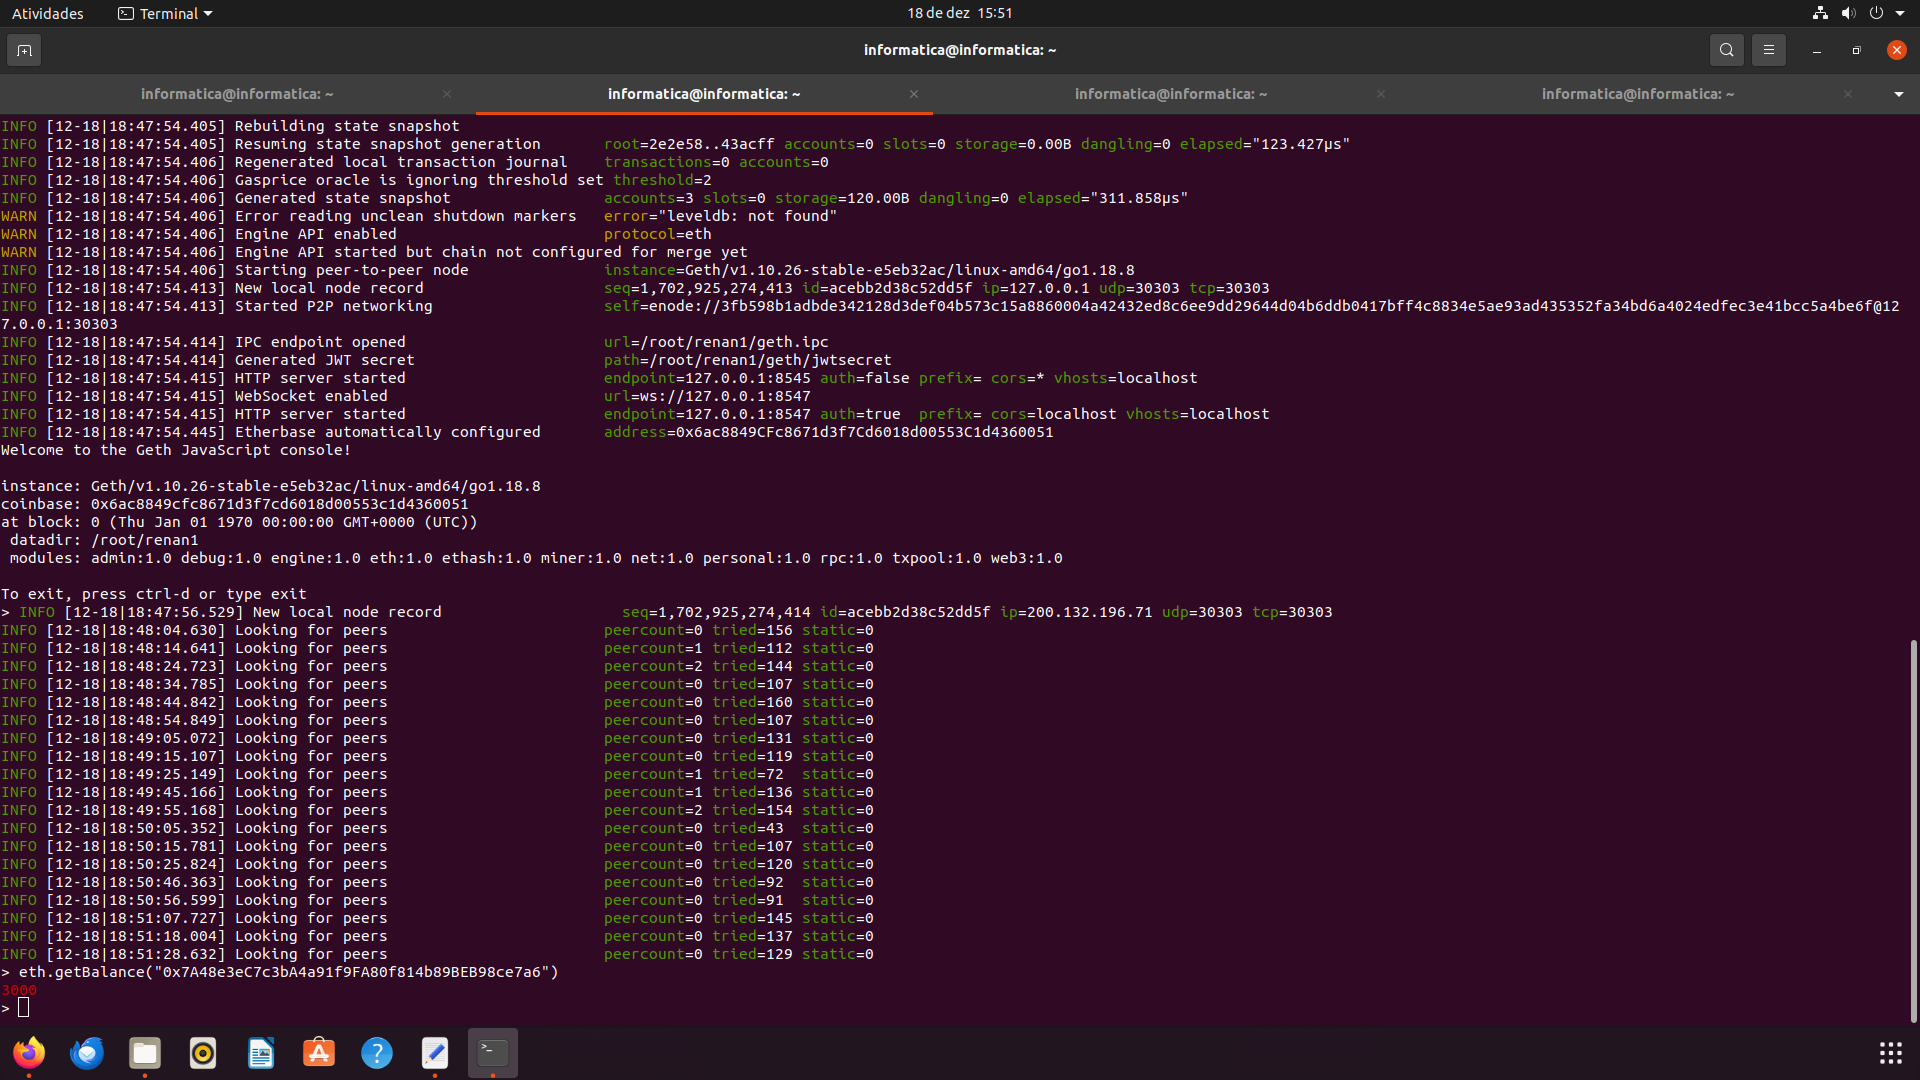 Atividades
Terminal
18 de dez 15:51
informatica@informatica: ~
informatica@informatica: ~
informatica@informatica: ~
informatica@informatica: ~
informatica@informatica: ~
INFO [12-18|18:47:54.405] Rebuilding state snapshot
INFO [12-18|18:47:54.405] Resuming state snapshot generation root=2e2e58..43acff accounts=0 slots=0 storage=0.00B dangling=0 elapsed="123.427µs"
INFO [12-18|18:47:54.406] Regenerated local transaction journal transactions=0 accounts=0
INFO [12-18|18:47:54.406] Gasprice oracle is ignoring threshold set threshold=2
INFO [12-18|18:47:54.406] Generated state snapshot accounts=3 slots=0 storage=120.00B dangling=0 elapsed="311.858µs"
WARN [12-18|18:47:54.406] Error reading unclean shutdown markers error="leveldb: not found"
WARN [12-18|18:47:54.406] Engine API enabled protocol=eth
WARN [12-18|18:47:54.406] Engine API started but chain not configured for merge yet
INFO [12-18|18:47:54.406] Starting peer-to-peer node instance=Geth/v1.10.26-stable-e5eb32ac/linux-amd64/go1.18.8
INFO [12-18|18:47:54.413] New local node record seq=1,702,925,274,413 id=acebb2d38c52dd5f ip=127.0.0.1 udp=30303 tcp=30303
INFO [12-18|18:47:54.413] Started P2P networking self=enode://3fb598b1adbde342128d3def04b573c15a8860004a42432ed8c6ee9dd29644d04b6ddb0417bff4c8834e5ae93ad435352fa34bd6a4024edfec3e41bcc5a4be6f@12
7.0.0.1:30303
INFO [12-18|18:47:54.414] IPC endpoint opened url=/root/renan1/geth.ipc
INFO [12-18|18:47:54.414] Generated JWT secret path=/root/renan1/geth/jwtsecret
INFO [12-18|18:47:54.415] HTTP server started endpoint=127.0.0.1:8545 auth=false prefix= cors=* vhosts=localhost
INFO [12-18|18:47:54.415] WebSocket enabled url=ws://127.0.0.1:8547
INFO [12-18|18:47:54.415] HTTP server started endpoint=127.0.0.1:8547 auth=true prefix= cors=localhost vhosts=localhost
INFO [12-18|18:47:54.445] Etherbase automatically configured address=0x6ac8849CFc8671d3f7Cd6018d00553C1d4360051
Welcome to the Geth JavaScript console!
instance: Geth/v1.10.26-stable-e5eb32ac/linux-amd64/go1.18.8
coinbase: 0x6ac8849cfc8671d3f7cd6018d00553c1d4360051
at block: 0 (Thu Jan 01 1970 00:00:00 GMT+0000 (UTC))
datadir: /root/renan1
modules: admin:1.0 debug:1.0 engine:1.0 eth:1.0 ethash:1.0 miner:1.0 net:1.0 personal:1.0 rpc:1.0 txpool:1.0 web3:1.0
To exit, press ctrl-d or type exit
> INFO [12-18|18:47:56.529] New local node record seq=1,702,925,274,414 id=acebb2d38c52dd5f ip=200.132.196.71 udp=30303 tcp=30303
INFO [12-18|18:48:04.630] Looking for peers peercount=0 tried=156 static=0
INFO [12-18|18:48:14.641] Looking for peers peercount=1 tried=112 static=0
INFO [12-18|18:48:24.723] Looking for peers peercount=2 tried=144 static=0
INFO [12-18|18:48:34.785] Looking for peers peercount=0 tried=107 static=0
INFO [12-18|18:48:44.842] Looking for peers peercount=0 tried=160 static=0
INFO [12-18|18:48:54.849] Looking for peers peercount=0 tried=107 static=0
INFO [12-18|18:49:05.072] Looking for peers peercount=0 tried=131 static=0
INFO [12-18|18:49:15.107] Looking for peers peercount=0 tried=119 static=0
INFO [12-18|18:49:25.149] Looking for peers peercount=1 tried=72 static=0
INFO [12-18|18:49:45.166] Looking for peers peercount=1 tried=136 static=0
INFO [12-18|18:49:55.168] Looking for peers peercount=2 tried=154 static=0
INFO [12-18|18:50:05.352] Looking for peers peercount=0 tried=43 static=0
INFO [12-18|18:50:15.781] Looking for peers peercount=0 tried=107 static=0
INFO [12-18|18:50:25.824] Looking for peers peercount=0 tried=120 static=0
INFO [12-18|18:50:46.363] Looking for peers peercount=0 tried=92 static=0
INFO [12-18|18:50:56.599] Looking for peers peercount=0 tried=91 static=0
INFO [12-18|18:51:07.727] Looking for peers peercount=0 tried=145 static=0
INFO [12-18|18:51:18.004] Looking for peers peercount=0 tried=137 static=0
INFO [12-18|18:51:28.632] Looking for peers peercount=0 tried=129 static=0
> eth.getBalance("0x7A48e3eC7c3bA4a91f9FA80f814b89BEB98ce7a6")
3000
>